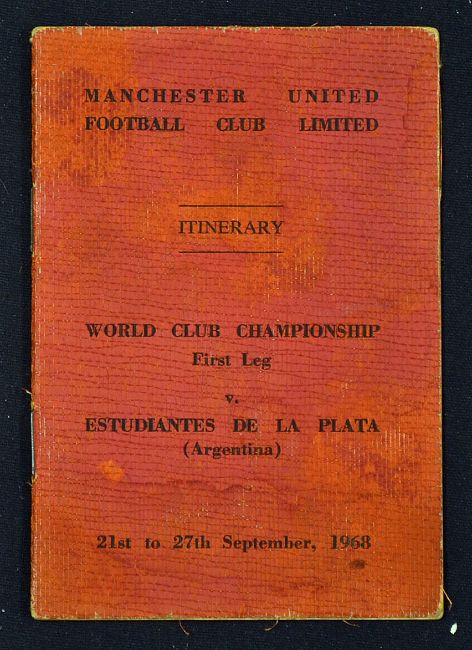 MANCHESTER UNITED
FOOTBALL CLUB LIMITED
ITINERARY
WORLD CLUB CHAMPIONSHIP
First Leg
v.
ESTUDIANTES DE LA PLATA
(Argentina)
21st to 27th September, 1968